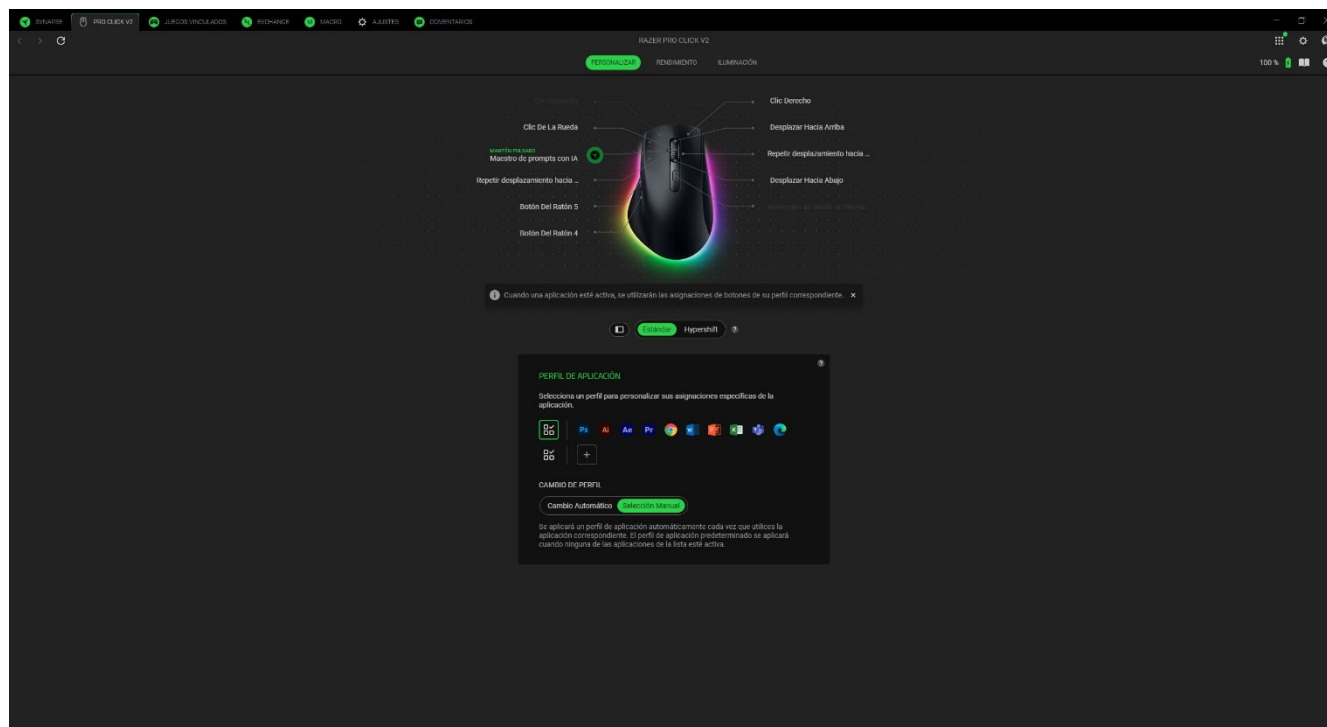 SYNAPSE
PRO CLICK V2
JUEGOS VINCULADOS
EXCHANGE
MACRO
AJUSTES
COMENTARIOS
RAZER PRO CLICK V2
PERSONALIZAR
RENDIMIENTO
ILUMINACIÓN
100 %
Clic Derecho
Clic De La Rueda
Desplazar Hacia Arriba
MANTÉN PULSADO
Maestro de prompts con IA
Repetir desplazamiento hacia ...
Repetir desplazamiento hacia ...
Desplazar Hacia Abajo
Botón Del Ratón 5
Botón Del Ratón 4
Cuando una aplicación esté activa, se utilizarán las asignaciones de botones de su perfil correspondiente.
Estándar
Hypershift
PERFIL DE APLICACIÓN
Selecciona un perfil para personalizar sus asignaciones específicas de la
aplicación.
Ps
Ai
Ae
Pr
CAMBIO DE PERFIL
Cambio Automático
Selección Manual
Se aplicará un perfil de aplicación automáticamente cada vez que utilices la
aplicación correspondiente. El perfil de aplicación predeterminado se aplicará
cuando ninguna de las aplicaciones de la lista esté activa.